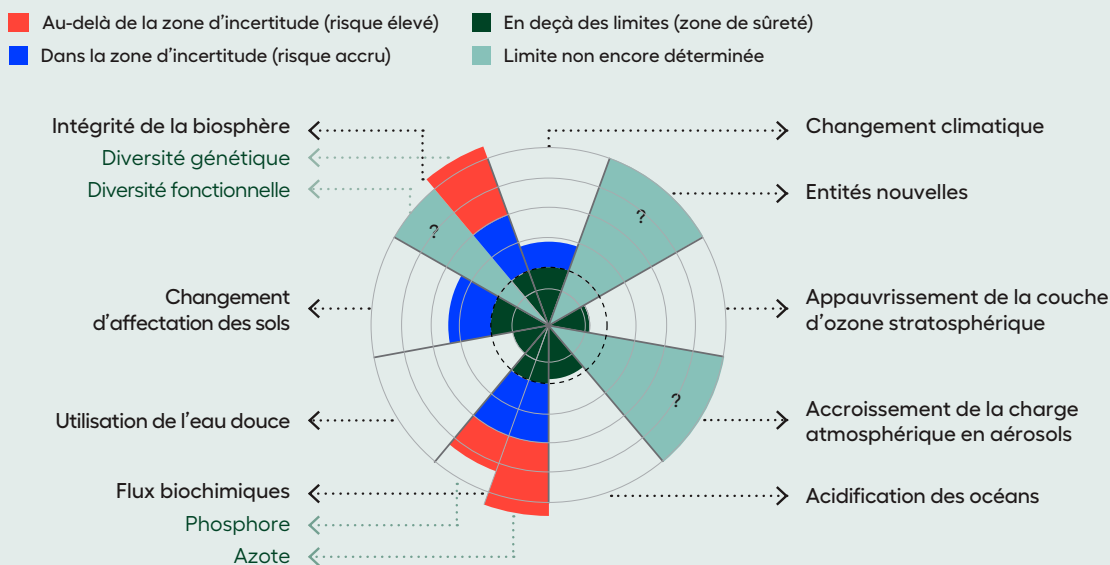 Au-delà de la zone d'incertitude (risque élevé)
En deçà des limites (zone de sûreté)
Dans la zone d'incertitude (risque accru)
Limite non encore déterminée
Intégrité de la biosphère
Diversité génétique
Diversité fonctionnelle
Changement climatique
Entités nouvelles
?
?
Changement
d'affectation des sols
Appauvrissement de la couche
d'ozone stratosphérique
?
Utilisation de l'eau douce
Accroissement de la charge
atmosphérique en aérosols
Flux biochimiques
Phosphore
Azote
Acidification des océans